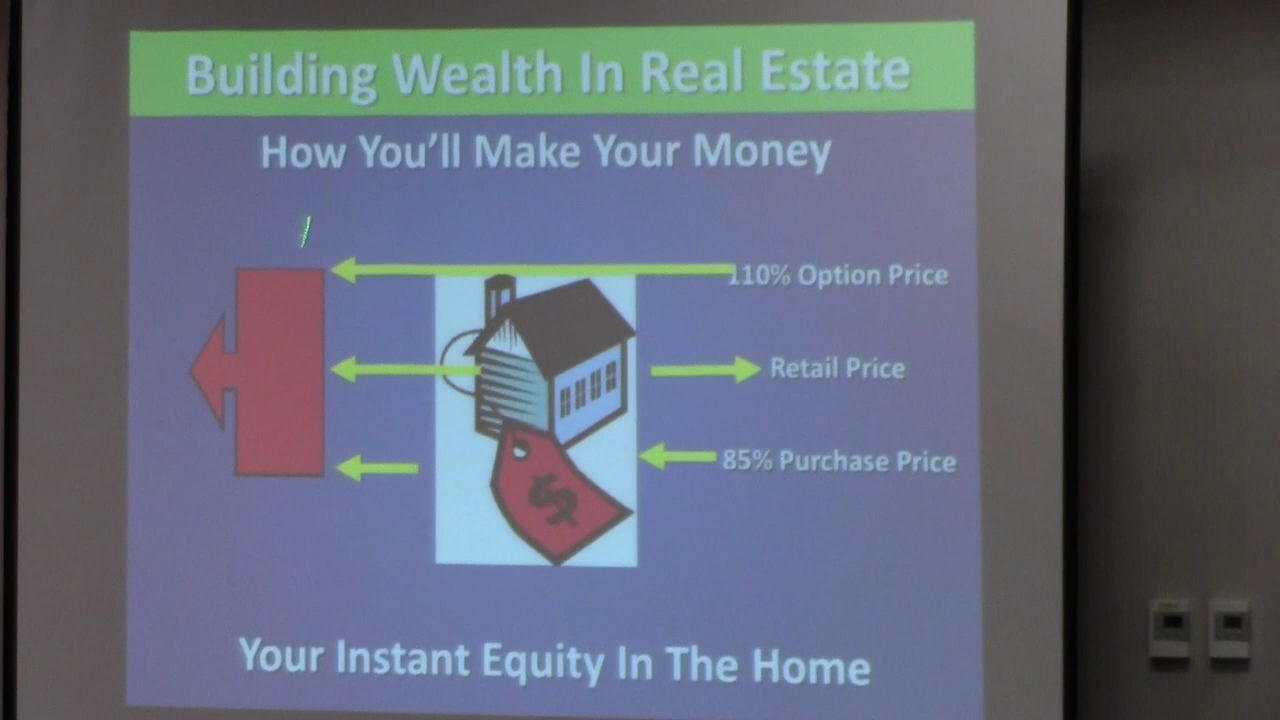 Building Wealth In Real Estate
How You'll Make Your Money
110% Option Price
Retail Price
85% Purchase Price
$
Your Instant Equity In The Home